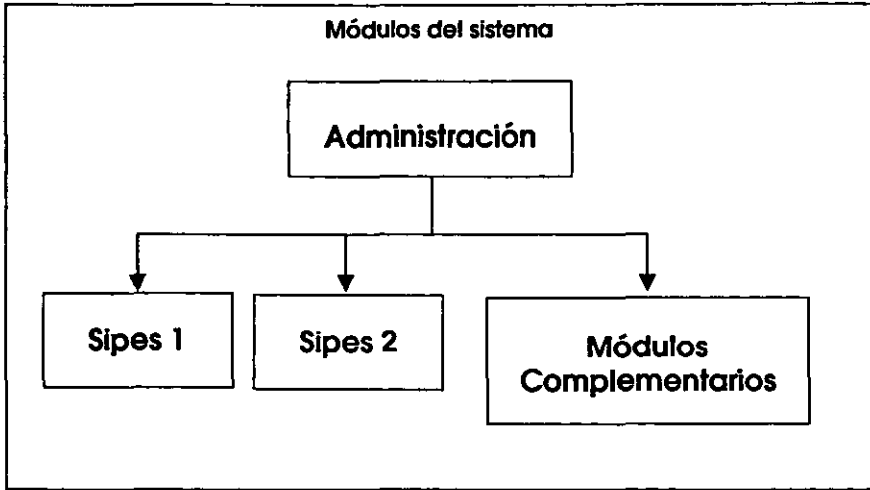 Módulos del sistema
Administración
Sipes 1
Sipes 2
Módulos
Complementarios